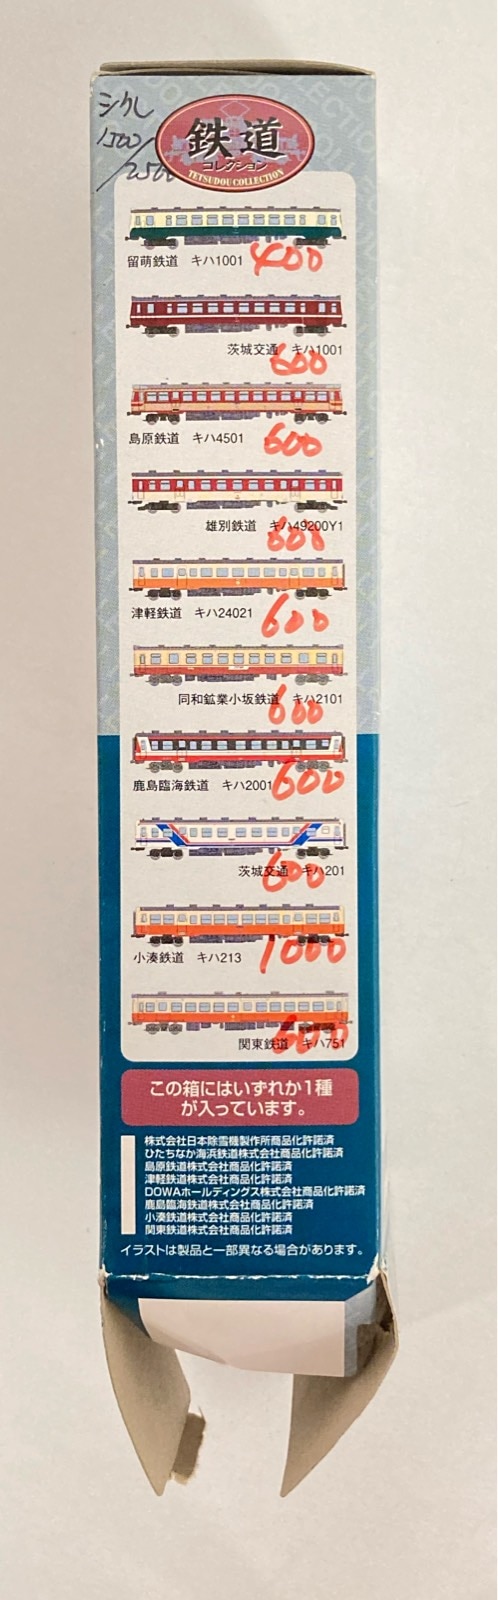 シクレ
1500/
2500
鉄道
コレクション
TETSUDOU COLLECTION
留萌鉄道 キハ1001 400
茨城交通 キハ1001
600
島原鉄道 キハ4501 600
雄別鉄道 キハ49200Y1
600
津軽鉄道 キハ24021 600
同和鉱業小坂鉄道 キハ2101
600
鹿島臨海鉄道 キハ2001 600
茨城交通 キハ201
600
小湊鉄道 キハ213 1000
関東鉄道 キハ751
600
この箱にはいずれか1種
が入っています。
株式会社日本除雪機製作所商品化許諾済
ひたちなか海浜鉄道株式会社商品化許諾済
島原鉄道株式会社商品化許諾済
津軽鉄道株式会社商品化許諾済
DOWAホールディングス株式会社商品化許諾済
鹿島臨海鉄道株式会社商品化許諾済
小湊鉄道株式会社商品化許諾済
関東鉄道株式会社商品化許諾済
イラストは製品と一部異なる場合があります。